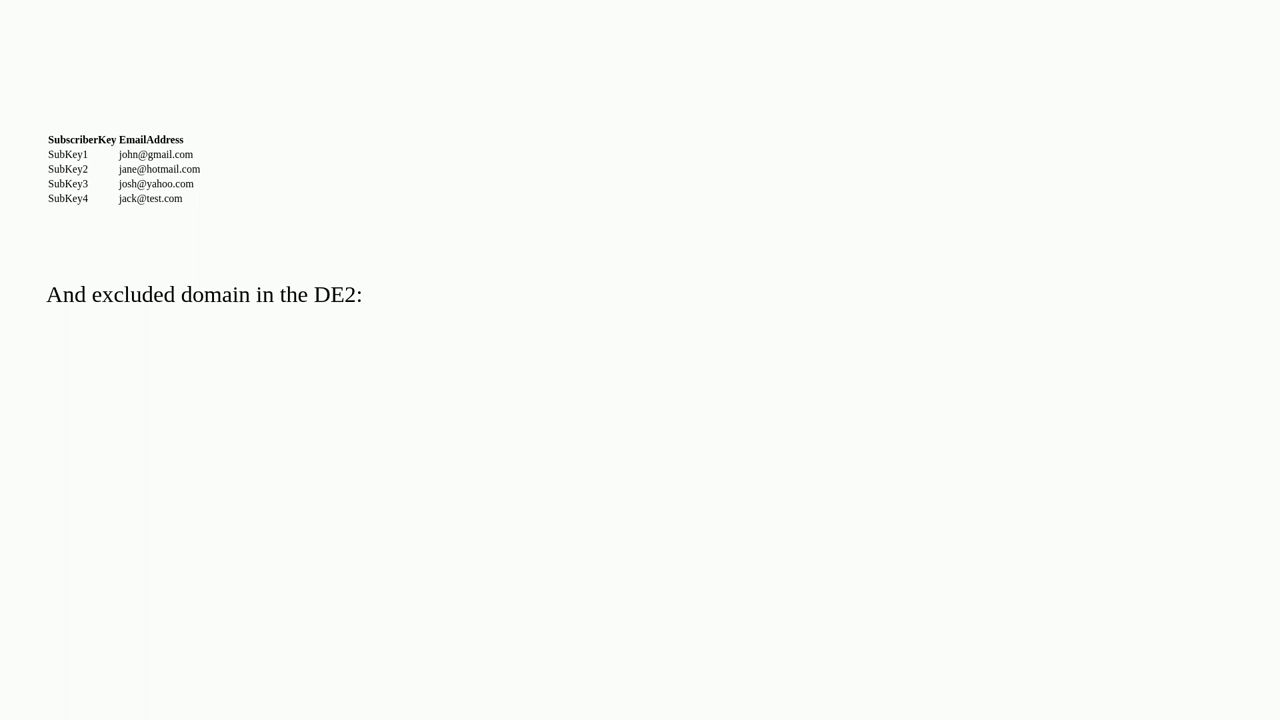 SubscriberKey EmailAddress
SubKey1 john@gmail.com
SubKey2 jane@hotmail.com
SubKey3 josh@yahoo.com
SubKey4 jack@test.com
And excluded domain in the DE2: